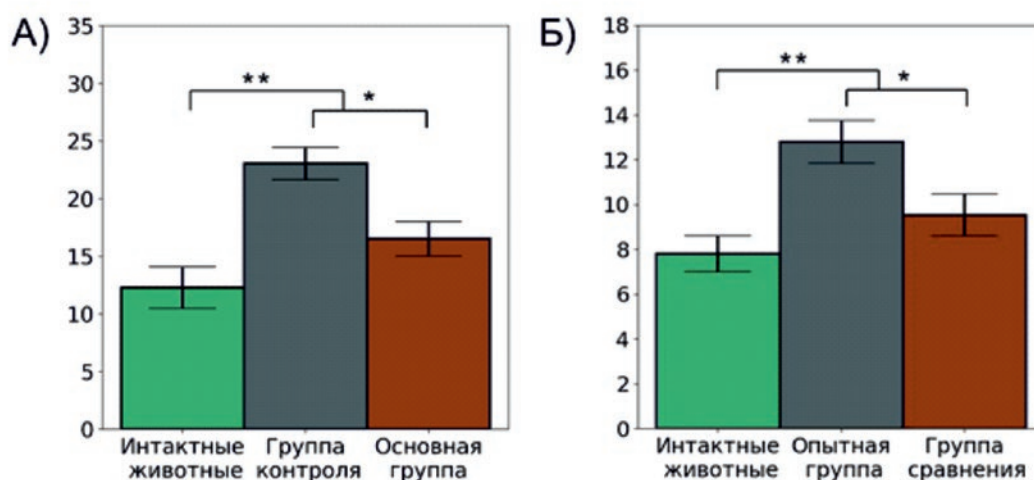 А)
35
30
25
20
15
10
5
0
**
*
Интактные животные
Группа контроля
Основная группа
Б)
18
16
14
12
10
8
6
4
2
0
**
*
Интактные животные
Опытная группа
Группа сравнения